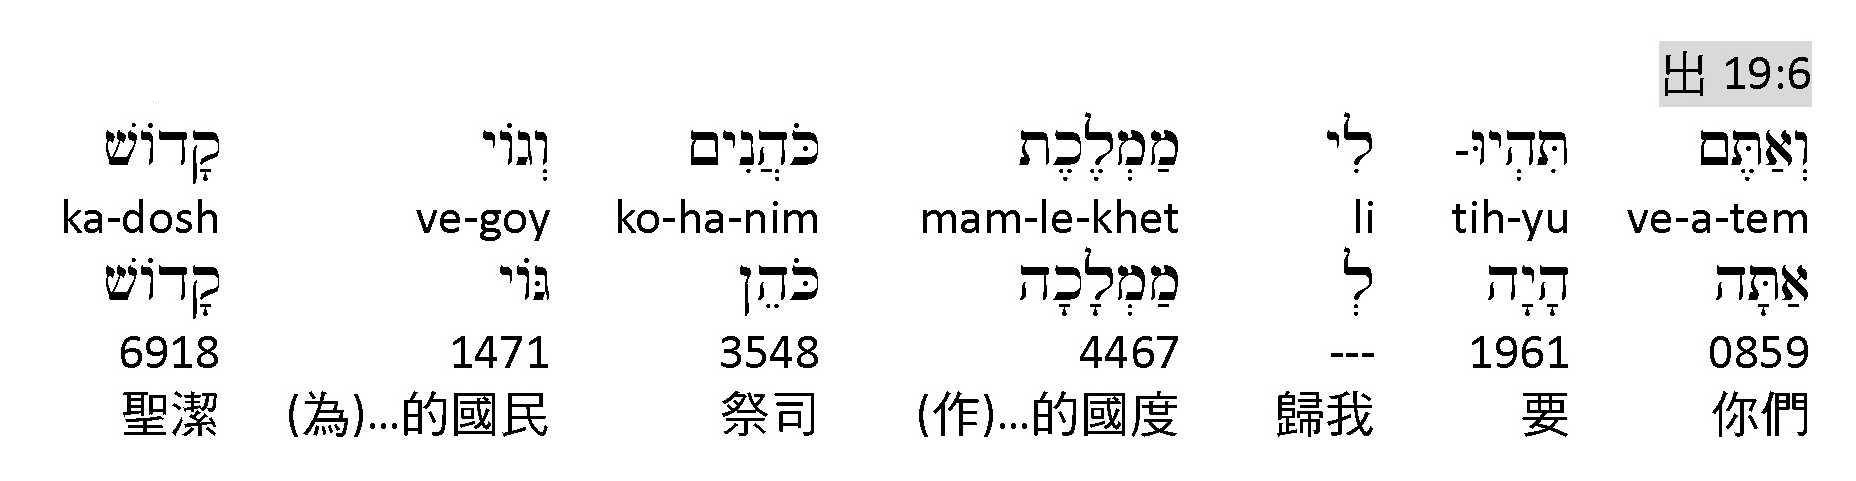 出 19:6
וְאַתֶּם תִּהְיוּ- לִי מַמְלֶכֶת כֹּהֲנִים וְגוֹי קָדוֹשׁ
ve-a-tem tih-yu li mam-le-khet ko-ha-nim ve-goy ka-dosh
אַתָּה הָיָה לְ מַמְלָכָה כֹּהֵן גּוֹי קָדוֹשׁ
0859 1961 --- 4467 3548 1471 6918
你們 要 歸我 (作)...的國度 祭司 (為)...的國民 聖潔